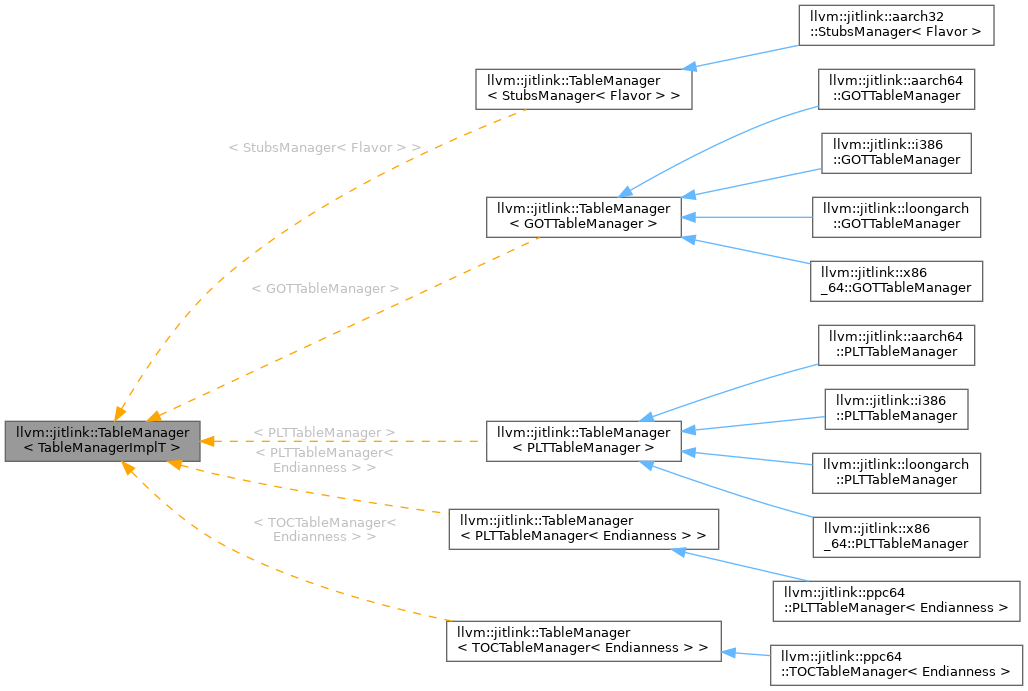 llvm::jitlink::aarch32
::StubsManager< Flavor >
llvm::jitlink::TableManager
< StubsManager< Flavor > >
llvm::jitlink::aarch64
::GOTTableManager
< StubsManager< Flavor > >
llvm::jitlink::i386
::GOTTableManager
llvm::jitlink::TableManager
< GOTTableManager >
llvm::jitlink::loongarch
::GOTTableManager
llvm::jitlink::x86
_64::GOTTableManager
< GOTTableManager >
llvm::jitlink::aarch64
::PLTTableManager
llvm::jitlink::i386
::PLTTableManager
llvm::jitlink::TableManager
< TableManagerImplT >
< PLTTableManager >
llvm::jitlink::TableManager
< PLTTableManager >
< PLTTableManager<
Endianness > >
llvm::jitlink::loongarch
::PLTTableManager
llvm::jitlink::x86
_64::PLTTableManager
< TOCTableManager<
Endianness > >
llvm::jitlink::TableManager
< PLTTableManager< Endianness > >
llvm::jitlink::ppc64
::PLTTableManager< Endianness >
llvm::jitlink::TableManager
< TOCTableManager< Endianness > >
llvm::jitlink::ppc64
::TOCTableManager< Endianness >